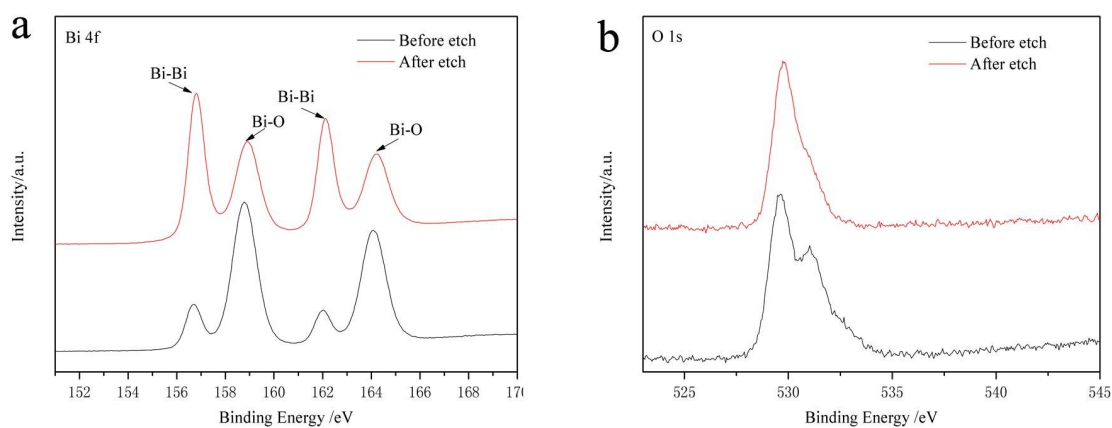 a
Bi 4f
Before etch
After etch
Bi-Bi
Bi-O
Bi-Bi
Bi-O
Intensity/a.u.
152 154 156 158 160 162 164 166 168 170
Binding Energy /eV
b
O 1s
Before etch
After etch
Intensity/a.u.
525 530 535 540 545
Binding Energy /eV